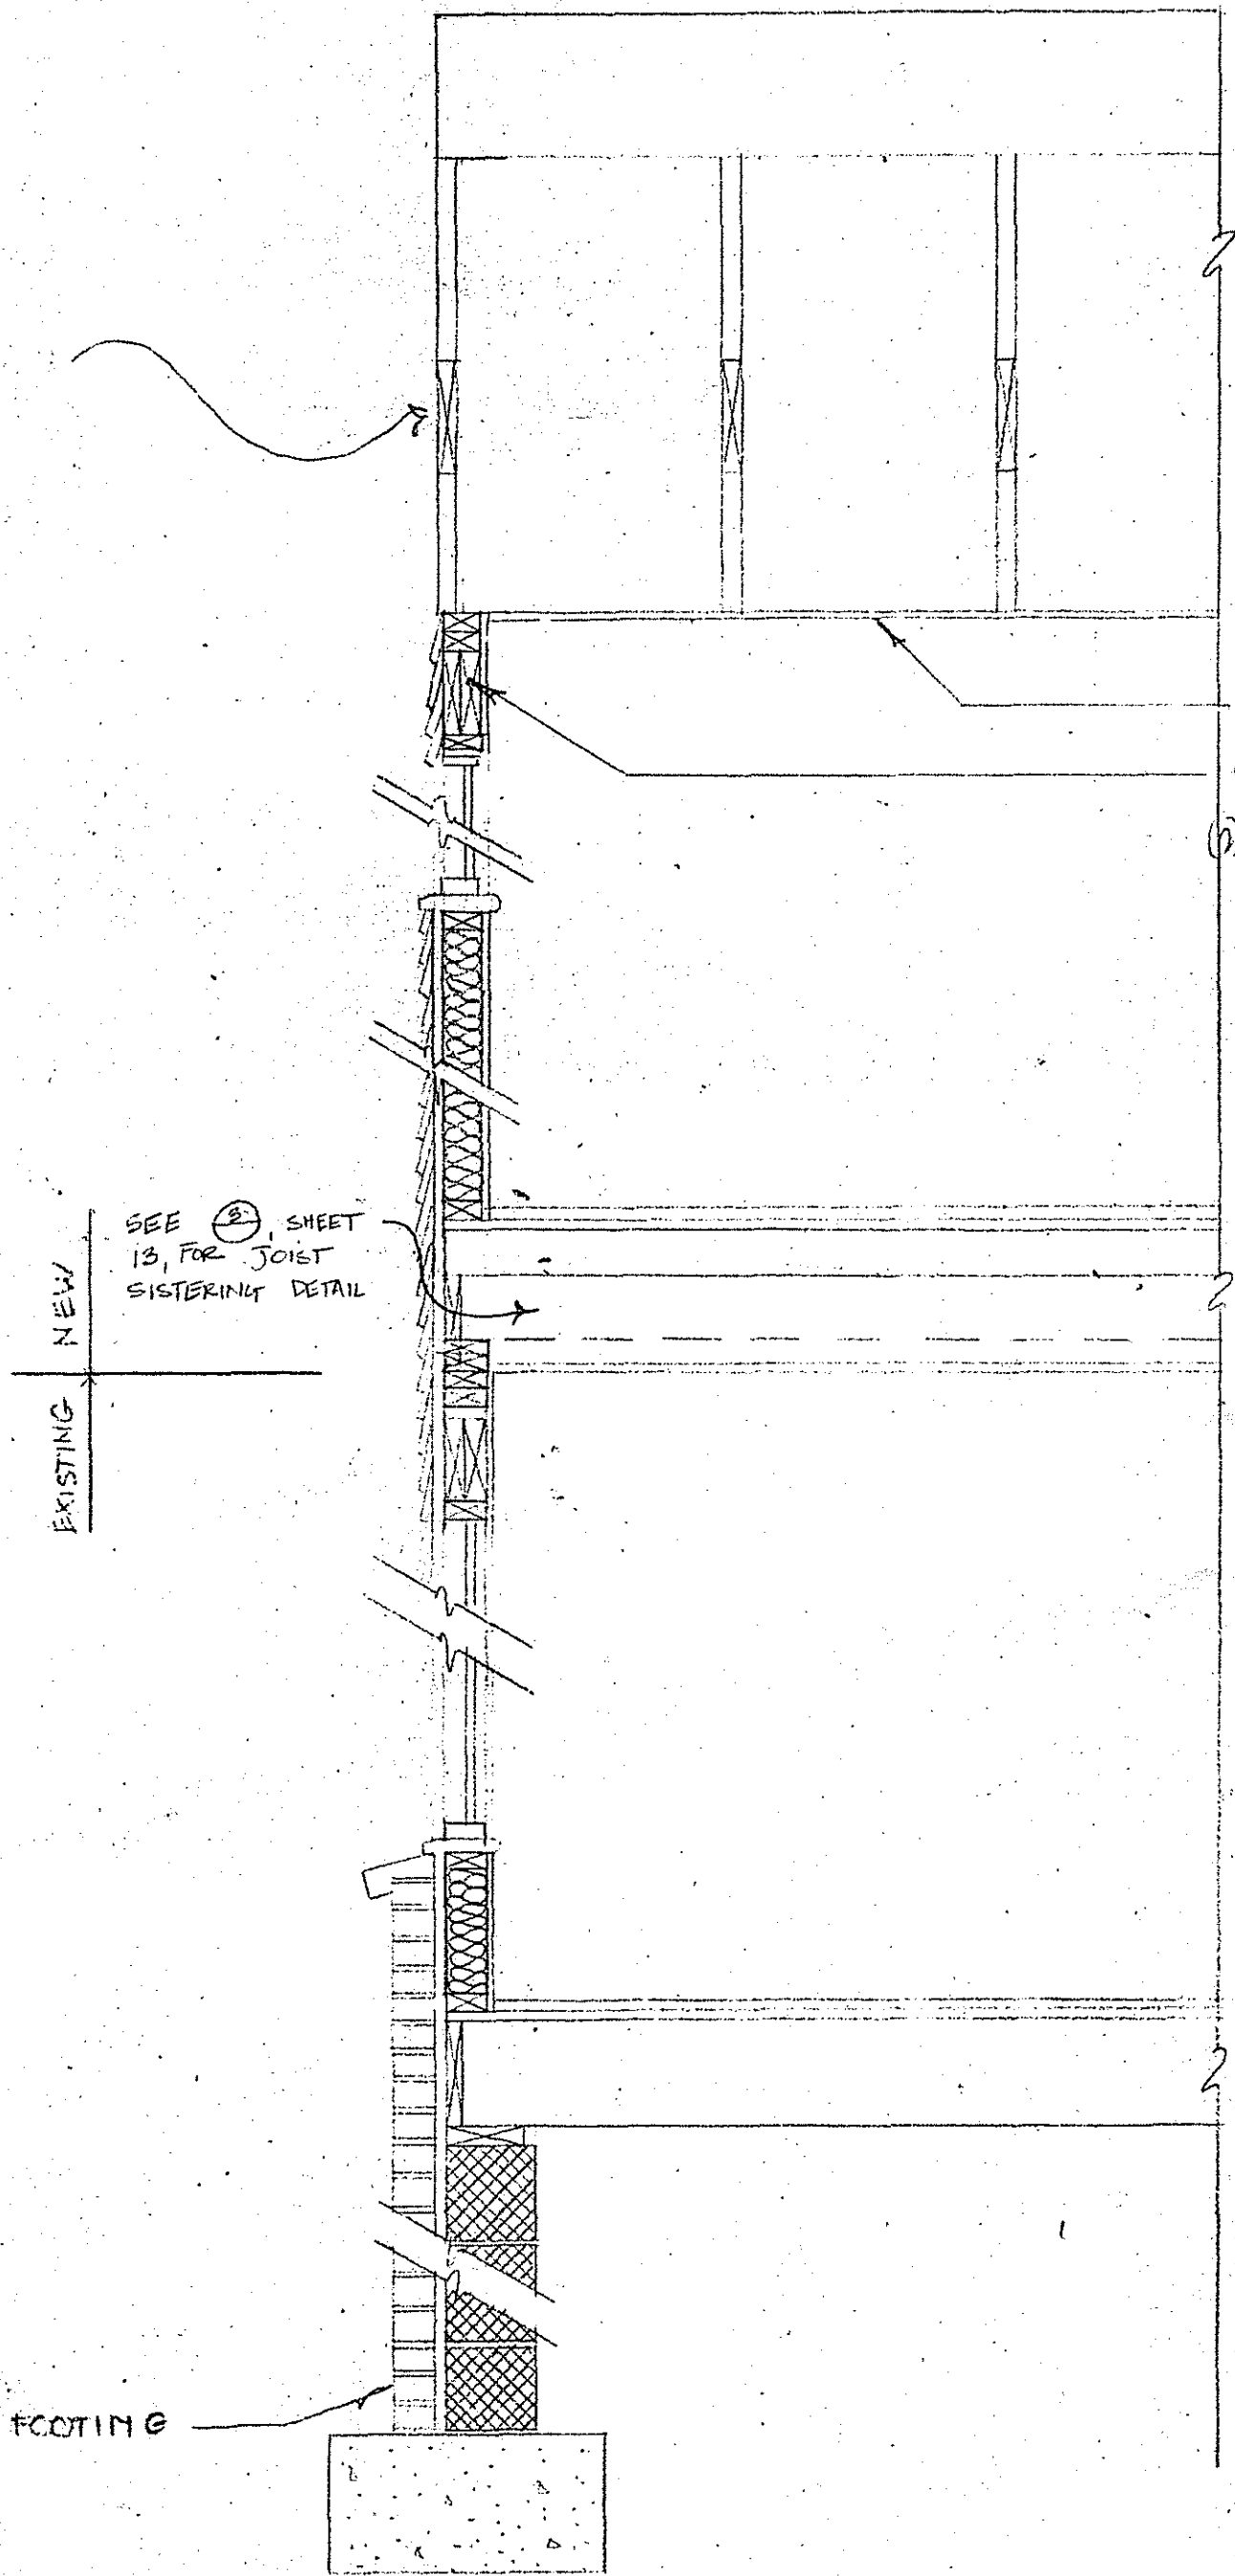 SEE 3, SHEET
13, FOR JOIST
SISTERING DETAIL
NEW
EXISTING
FOOTING